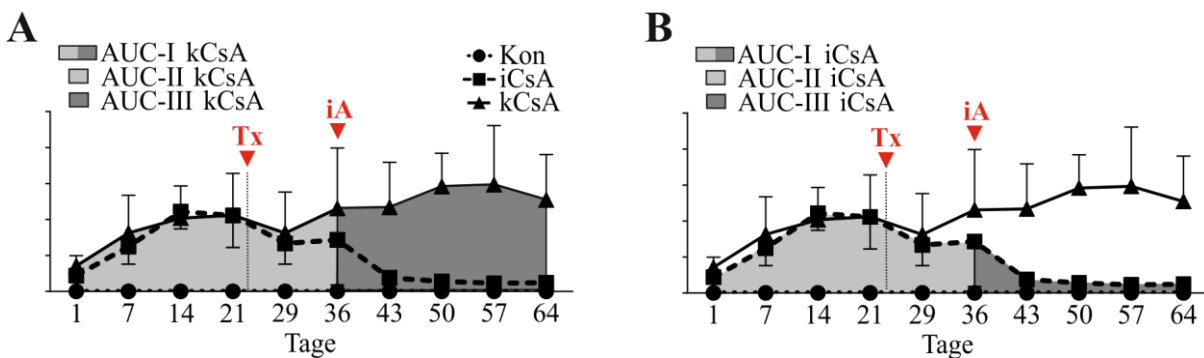 A
AUC-I kCsA
AUC-II kCsA
AUC-III kCsA
Kon
iCsA
kCsA
Tx
iA
1 7 14 21 29 36 43 50 57 64
Tage
B
AUC-I iCsA
AUC-II iCsA
AUC-III iCsA
Tx
iA
1 7 14 21 29 36 43 50 57 64
Tage